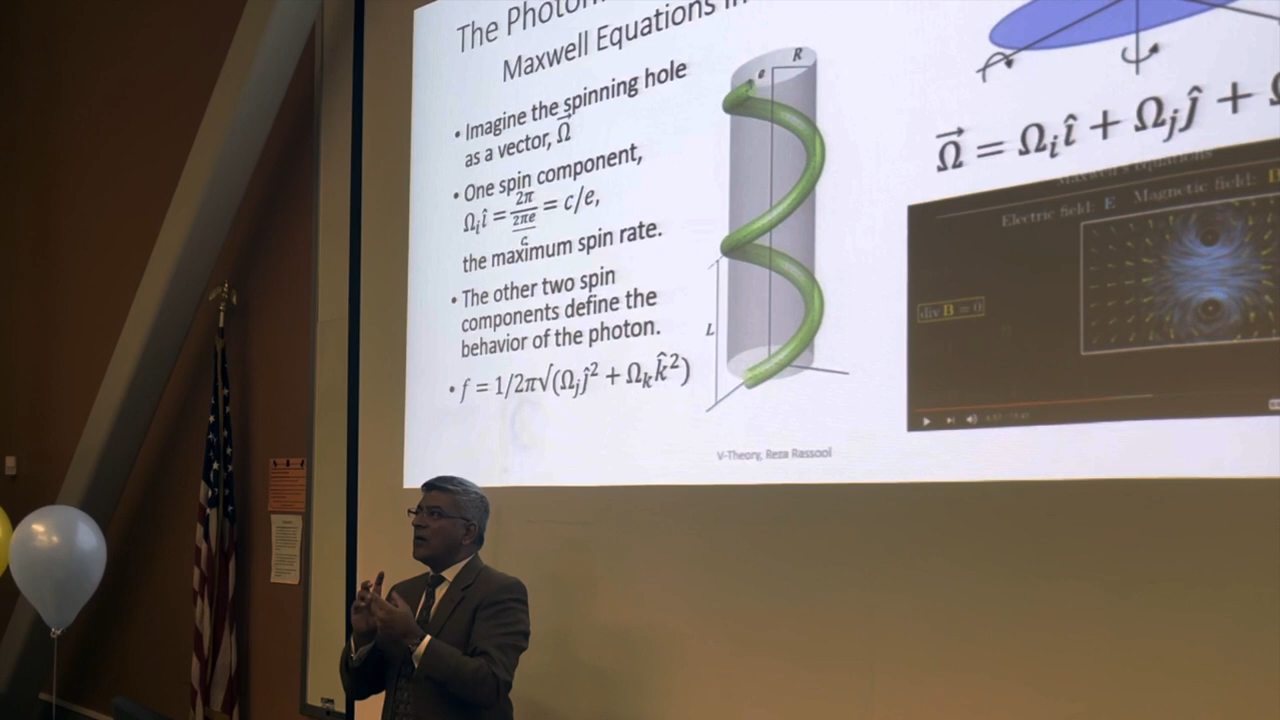 The Photon
Maxwell Equations in
• Imagine the spinning hole
as a vector, Ω⃗
• One spin component,
Ωᵢî = 2π / (2πe / c) = c/e,
the maximum spin rate.
• The other two spin
components define the
behavior of the photon.
• f = 1/2π√(Ωⱼĵ² + Ωₖk̂²)
R
e
L
V-Theory, Reza Rassool
Ω⃗ = Ωᵢî + Ωⱼĵ +
Maxwell's equations
Electric field: E Magnetic field:
div B = 0